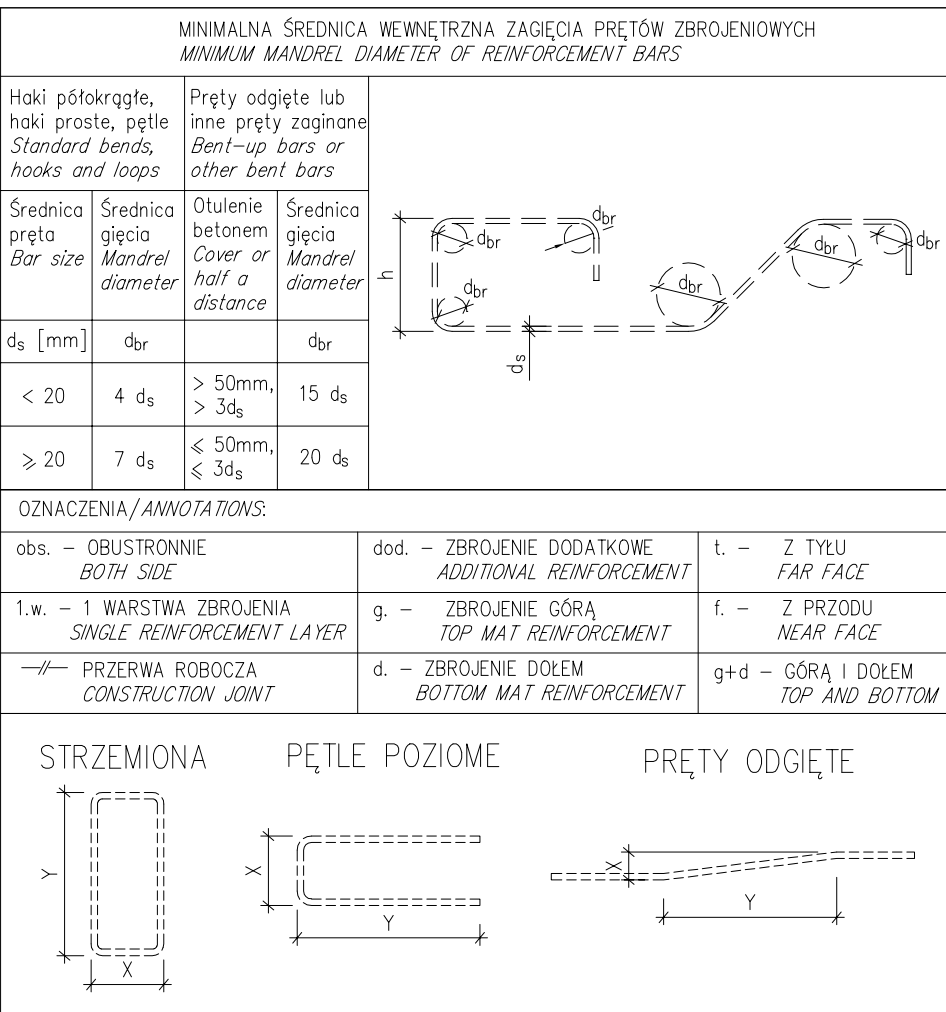 MINIMALNA ŚREDNICA WEWNĘTRZNA ZAGIĘCIA PRĘTÓW ZBROJENIOWYCH
MINIMUM MANDREL DIAMETER OF REINFORCEMENT BARS
Haki półokrągłe,
haki proste, pętle
Standard bends,
hooks and loops
Pręty odgięte lub
inne pręty zaginane
Bent-up bars or
other bent bars
Średnica
pręta
Bar size
Średnica
gięcia
Mandrel
diameter
Otulenie
betonem
Cover or
half a
distance
Średnica
gięcia
Mandrel
diameter
ds [mm]
dbr
dbr
< 20
4 ds
> 50mm,
> 3ds
15 ds
⩾ 20
7 ds
⩽ 50mm,
⩽ 3ds
20 ds
h
dbr
dbr
dbr
dbr
dbr
dbr
ds
OZNACZENIA/ANNOTATIONS:
obs. – OBUSTRONNIE
BOTH SIDE
dod. – ZBROJENIE DODATKOWE
ADDITIONAL REINFORCEMENT
t. – Z TYŁU
FAR FACE
1.w. – 1 WARSTWA ZBROJENIA
SINGLE REINFORCEMENT LAYER
g. – ZBROJENIE GÓRĄ
TOP MAT REINFORCEMENT
f. – Z PRZODU
NEAR FACE
PRZERWA ROBOCZA
CONSTRUCTION JOINT
d. – ZBROJENIE DOŁEM
BOTTOM MAT REINFORCEMENT
g+d – GÓRĄ I DOŁEM
TOP AND BOTTOM
STRZEMIONA
Y
X
PĘTLE POZIOME
X
Y
PRĘTY ODGIĘTE
X
Y